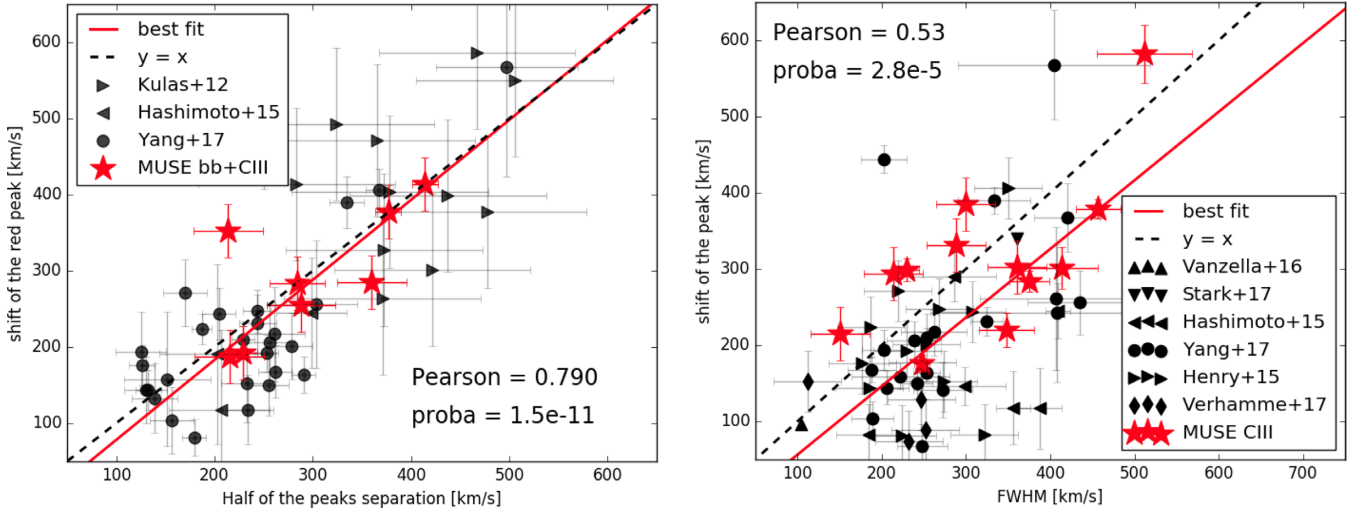 best fit
y = x
Kulas+12
Hashimoto+15
Yang+17
MUSE bb+CIII
Pearson = 0.790
proba = 1.5e-11
600
500
400
300
200
100
shift of the red peak [km/s]
100
200
300
400
500
600
Half of the peaks separation [km/s]
Pearson = 0.53
proba = 2.8e-5
best fit
y = x
Vanzella+16
Stark+17
Hashimoto+15
Yang+17
Henry+15
Verhamme+17
MUSE CIII
600
500
400
300
200
100
shift of the peak [km/s]
100
200
300
400
500
600
700
FWHM [km/s]